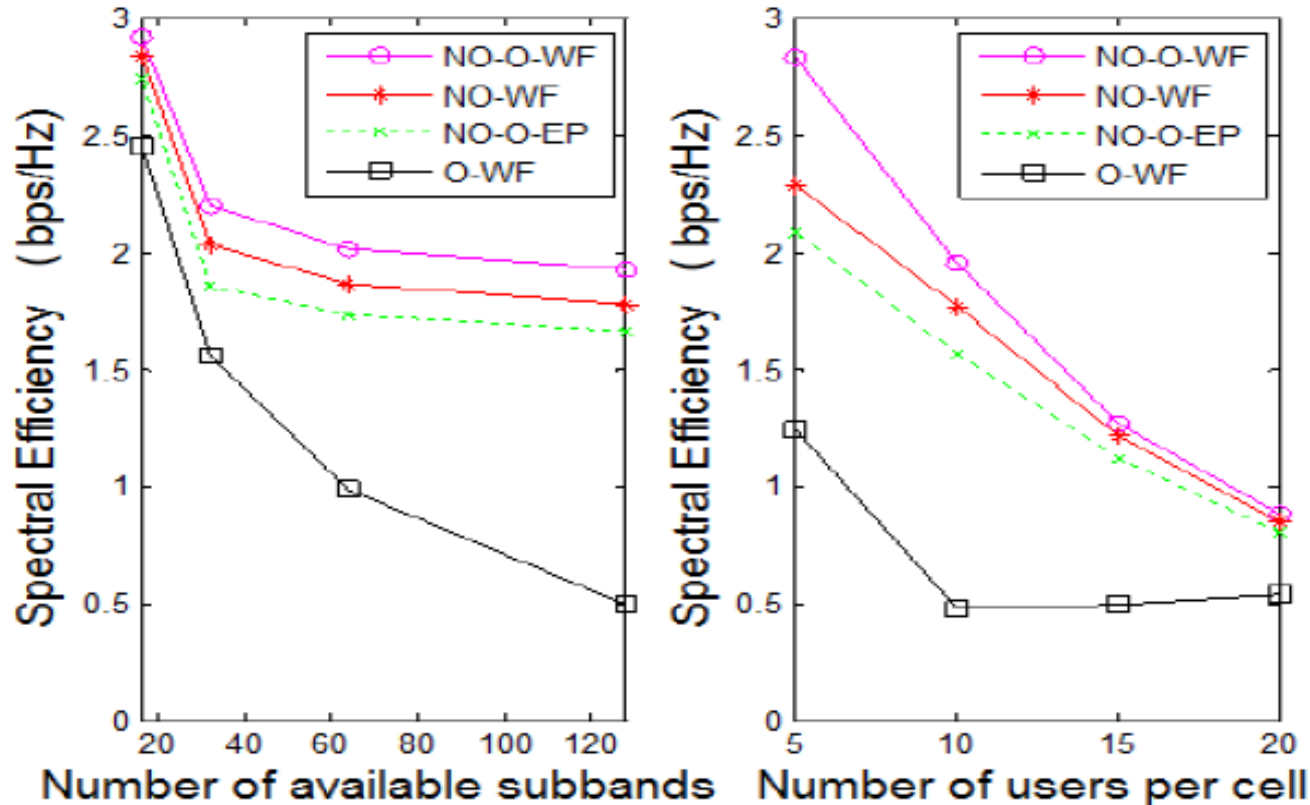 3
2.5
2
1.5
1
0.5
0
Spectral Efficiency (bps/Hz)
NO-O-WF
NO-WF
NO-O-EP
O-WF
20 40 60 80 100 120
Number of available subbands
3
2.5
2
1.5
1
0.5
0
Spectral Efficiency (bps/Hz)
NO-O-WF
NO-WF
NO-O-EP
O-WF
5 10 15 20
Number of users per cell